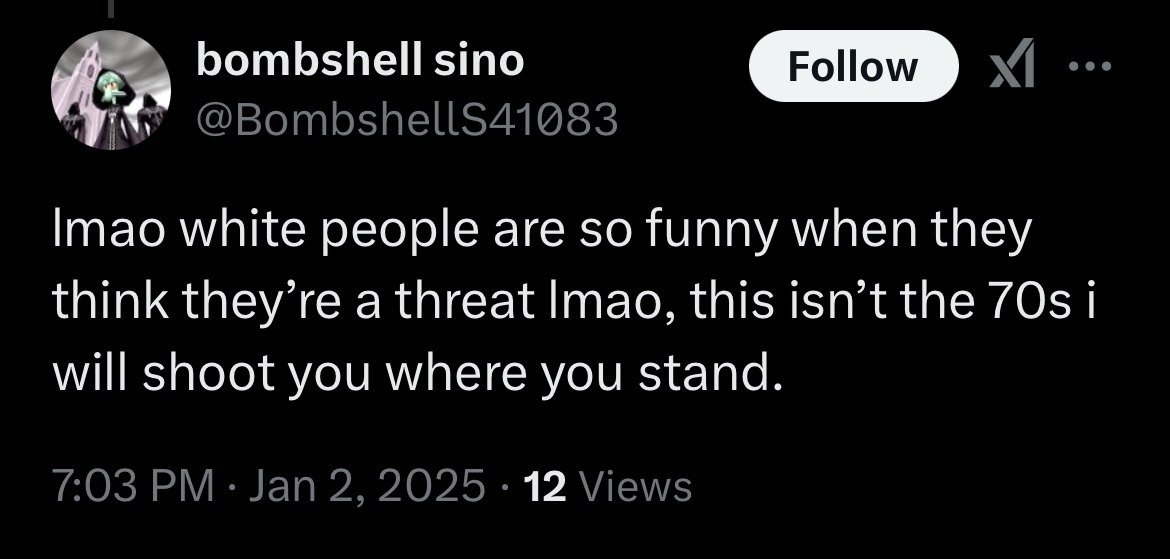 bombshell sino
@BombshellS41083
Follow
lmao white people are so funny when they
think they’re a threat lmao, this isn’t the 70s i
will shoot you where you stand.
7:03 PM · Jan 2, 2025 · 12 Views